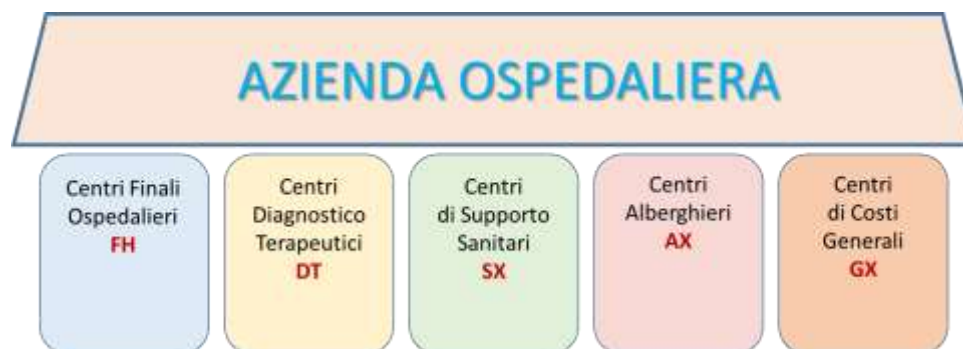 AZIENDA OSPEDALIERA
Centri Finali
Ospedalieri
FH
Centri
Diagnostico
Terapeutici
DT
Centri
di Supporto
Sanitari
SX
Centri
Alberghieri
AX
Centri
di Costi
Generali
GX